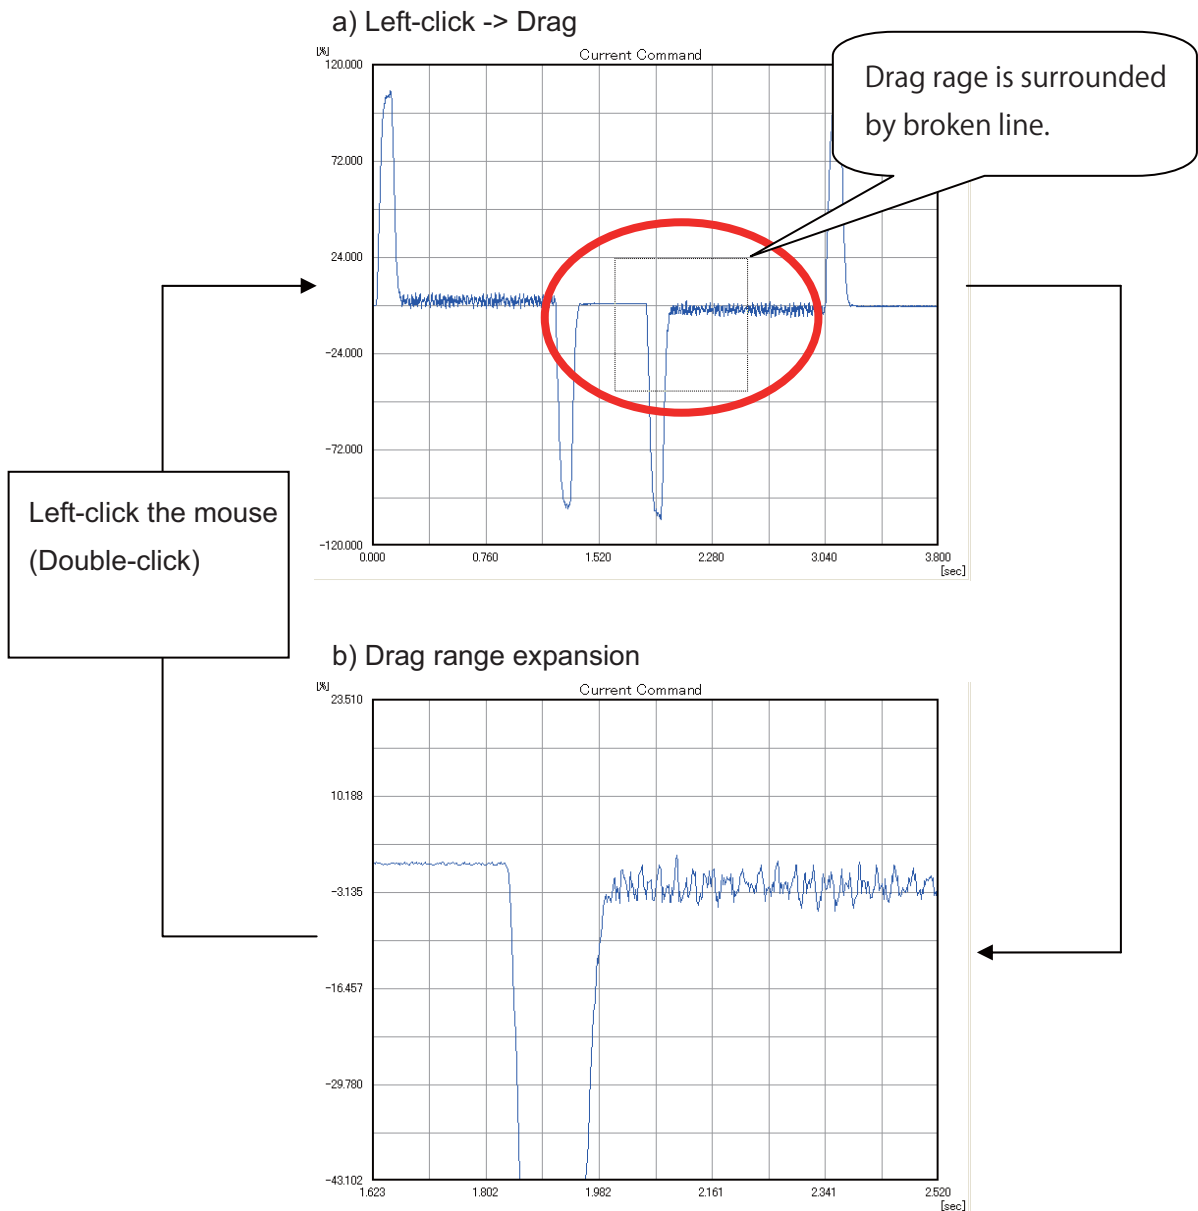 a) Left-click -> Drag
[%]
Current Command
120.000
72.000
24.000
-24.000
-72.000
-120.000
0.000
0.760
1.520
2.280
3.040
3.800
[sec]
Drag rage is surrounded
by broken line.
Left-click the mouse
(Double-click)
b) Drag range expansion
[%]
Current Command
23.510
10.188
-3.135
-16.457
-29.780
-43.102
1.623
1.802
1.982
2.161
2.341
2.520
[sec]